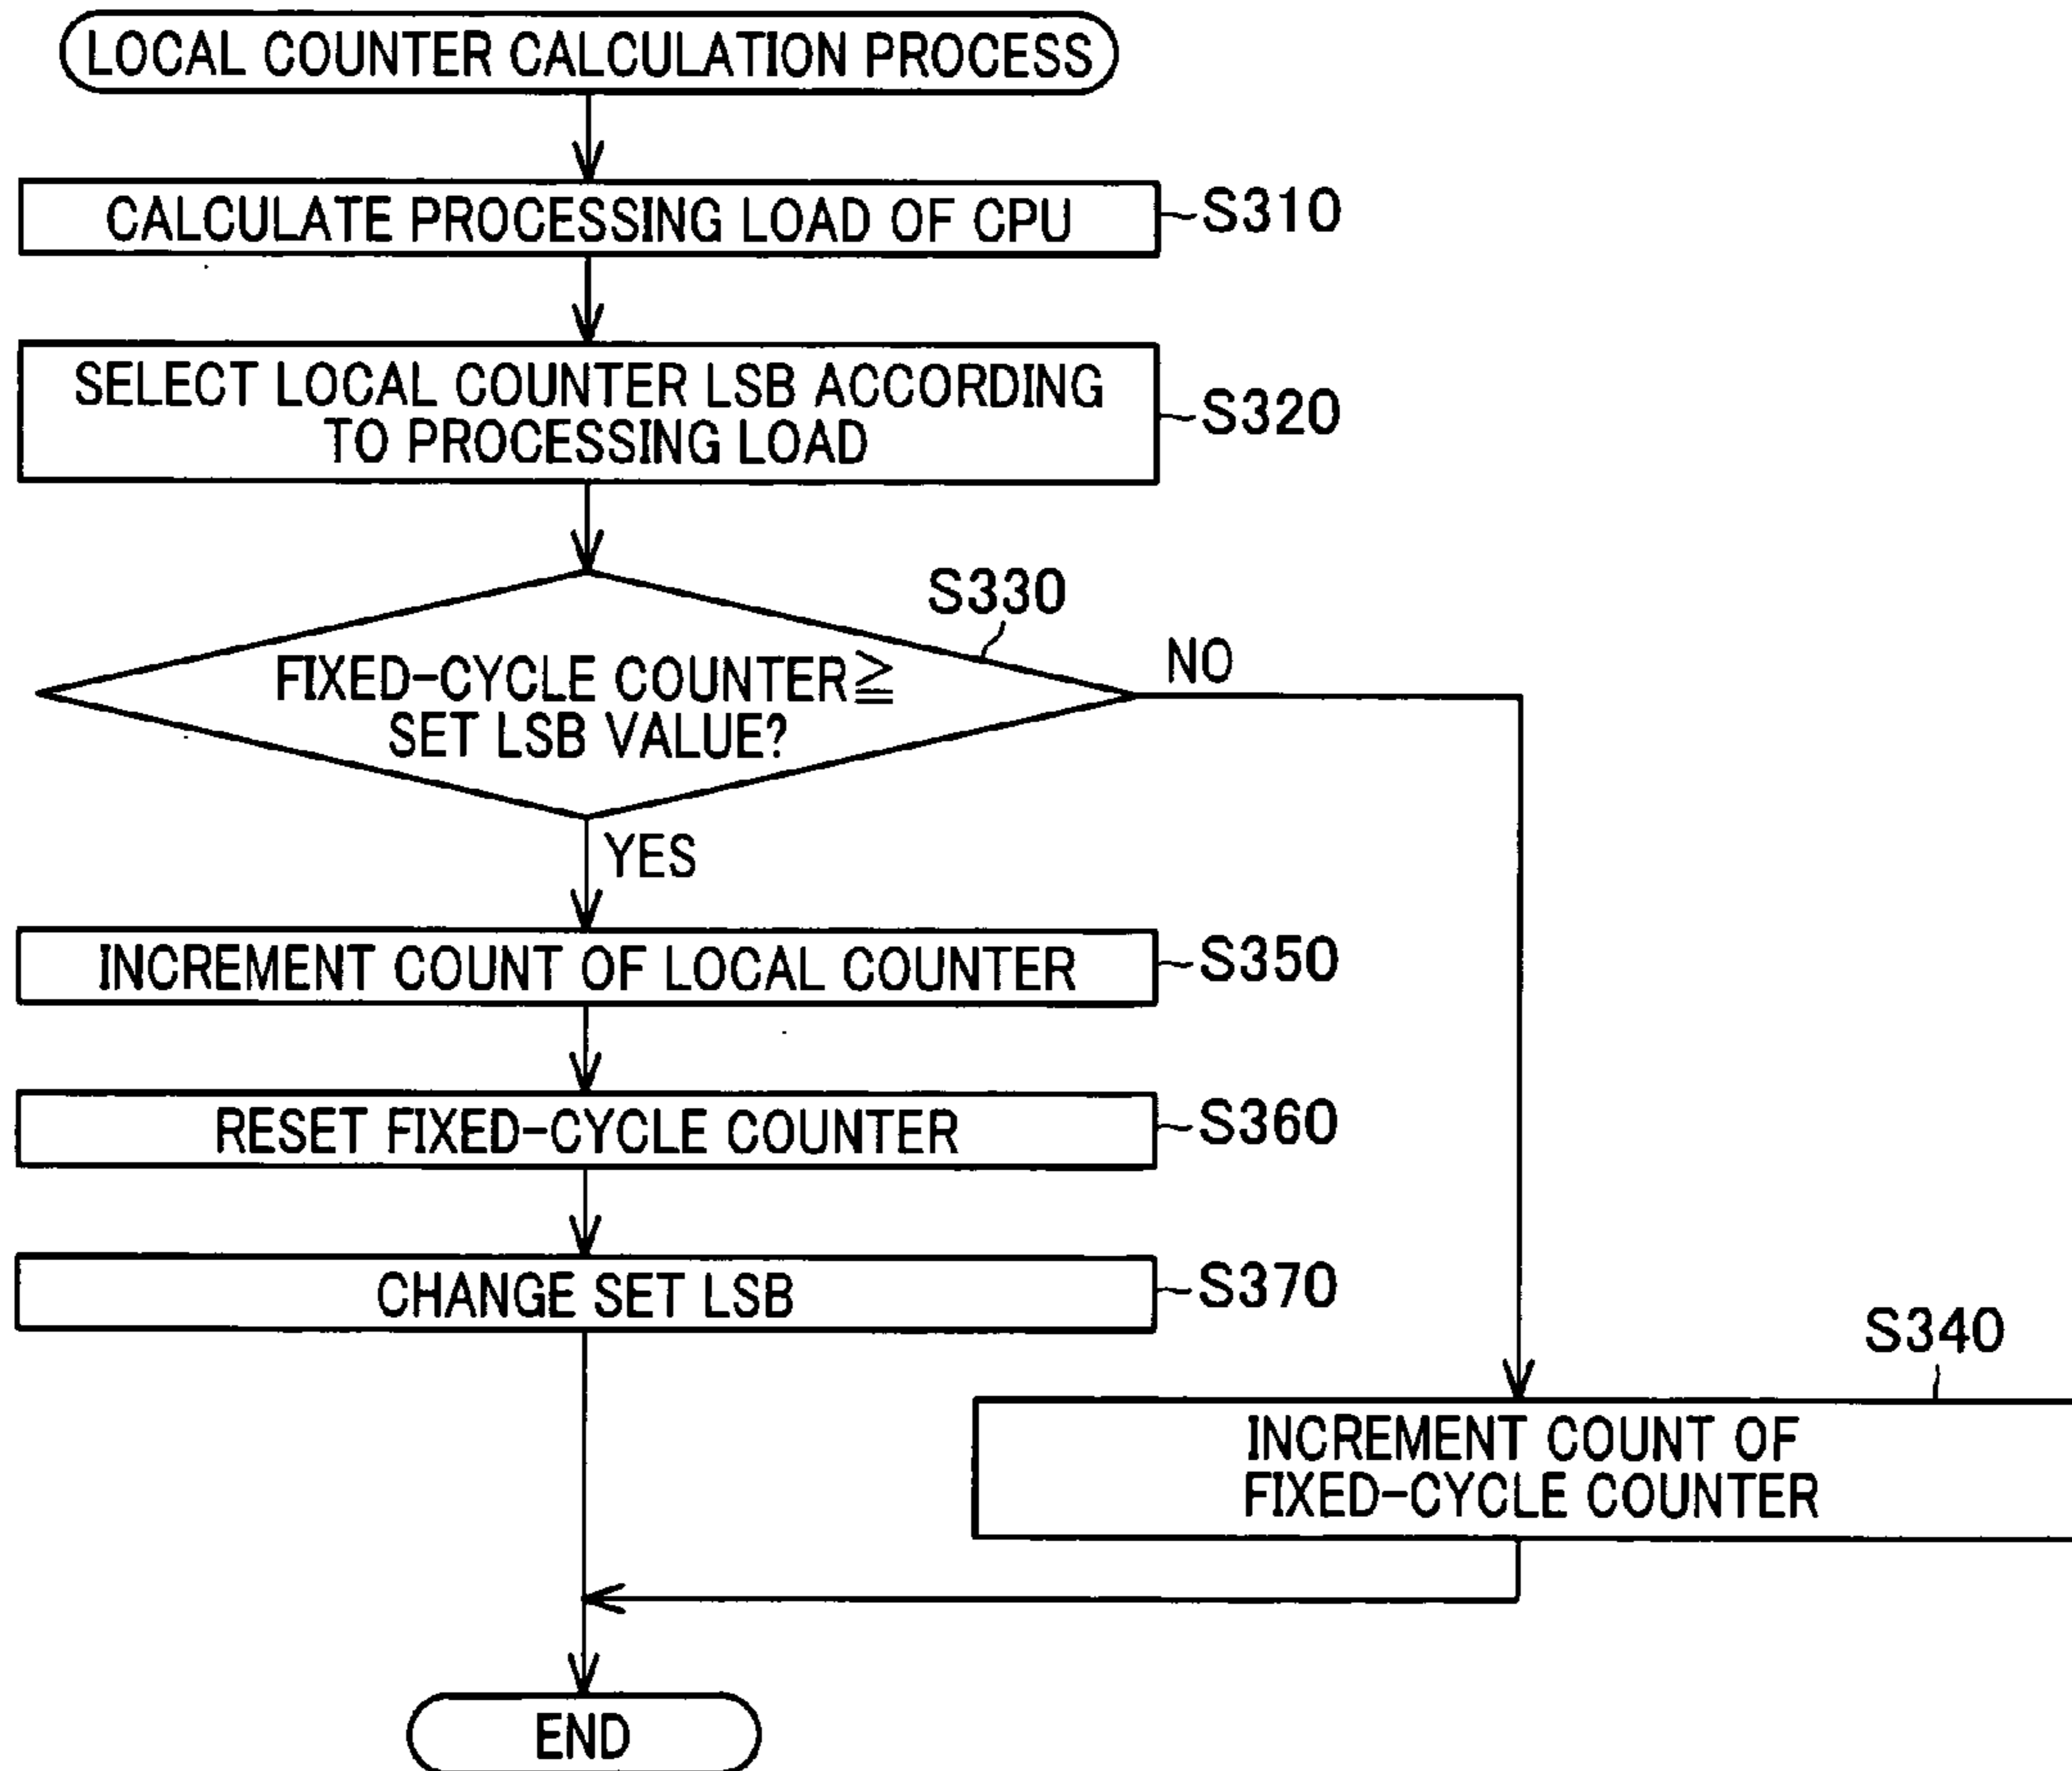 LOCAL COUNTER CALCULATION PROCESS
CALCULATE PROCESSING LOAD OF CPU
S310
SELECT LOCAL COUNTER LSB ACCORDING
TO PROCESSING LOAD
S320
S330
FIXED-CYCLE COUNTER≧
SET LSB VALUE?
NO
YES
INCREMENT COUNT OF LOCAL COUNTER
S350
RESET FIXED-CYCLE COUNTER
S360
CHANGE SET LSB
S370
S340
INCREMENT COUNT OF
FIXED-CYCLE COUNTER
END